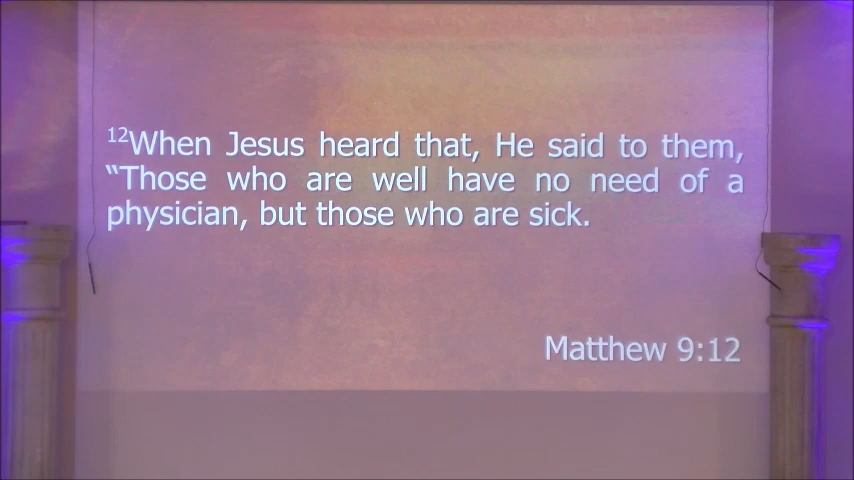 12When Jesus heard that, He said to them,
“Those who are well have no need of a
physician, but those who are sick.
Matthew 9:12